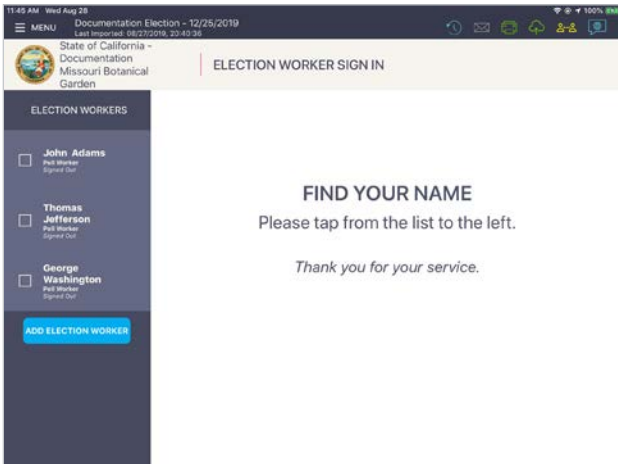 11:45 AM Wed Aug 28
100%
MENU
Documentation Election - 12/25/2019
Last Imported: 08/27/2019, 20:40:36
State of California -
Documentation
Missouri Botanical
Garden
ELECTION WORKER SIGN IN
ELECTION WORKERS
John Adams
Poll Worker
Signed Out
Thomas
Jefferson
Poll Worker
Signed Out
George
Washington
Poll Worker
Signed Out
ADD ELECTION WORKER
FIND YOUR NAME
Please tap from the list to the left.
Thank you for your service.